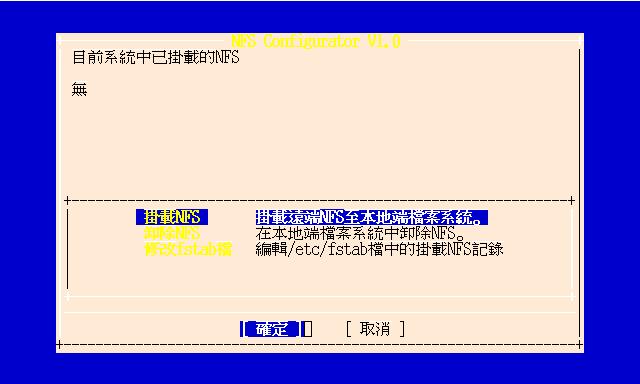 NFS Configurator V1.0
目前系統中已掛載的NFS
無
掛載NFS 掛載遠端NFS至本地端檔案系統。
卸除NFS 在本地端檔案系統中卸除NFS。
修改fstab檔 編輯/etc/fstab檔中的掛載NFS記錄
[ 確定 ] [ 取消 ]